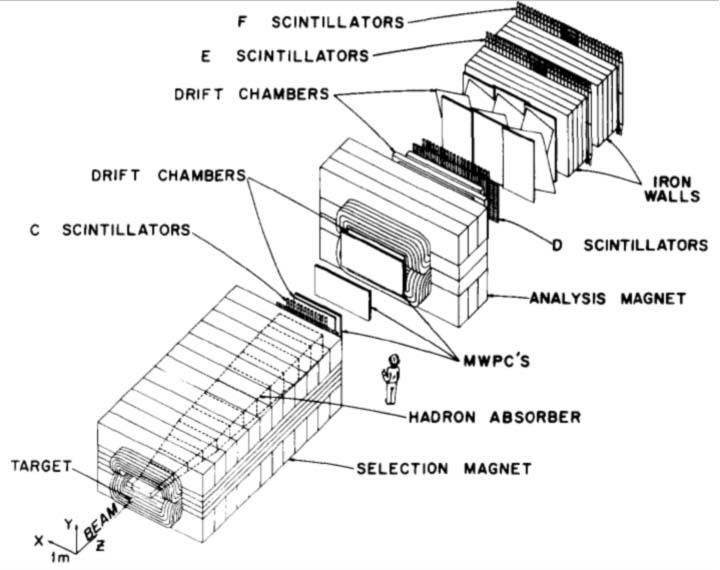 F SCINTILLATORS
E SCINTILLATORS
DRIFT CHAMBERS
DRIFT CHAMBERS
IRON
WALLS
C SCINTILLATORS
D SCINTILLATORS
ANALYSIS MAGNET
MWPC'S
HADRON ABSORBER
TARGET
SELECTION MAGNET
BEAM
Y
X
Z
1m